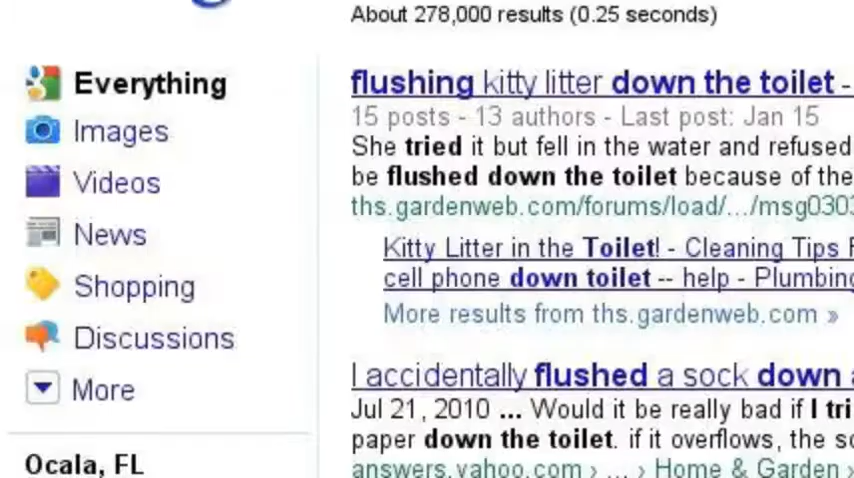 About 278,000 results (0.25 seconds)
Everything
Images
Videos
News
Shopping
Discussions
More
Ocala, FL
flushing kitty litter down the toilet -
15 posts - 13 authors - Last post: Jan 15
She tried it but fell in the water and refused
be flushed down the toilet because of the
ths.gardenweb.com/forums/load/.../msg0303
Kitty Litter in the Toilet! - Cleaning Tips F
cell phone down toilet -- help - Plumbing
More results from ths.gardenweb.com »
I accidentally flushed a sock down a
Jul 21, 2010 ... Would it be really bad if I tri
paper down the toilet. if it overflows, the so
answers.yahoo.com › ... › Home & Garden ›